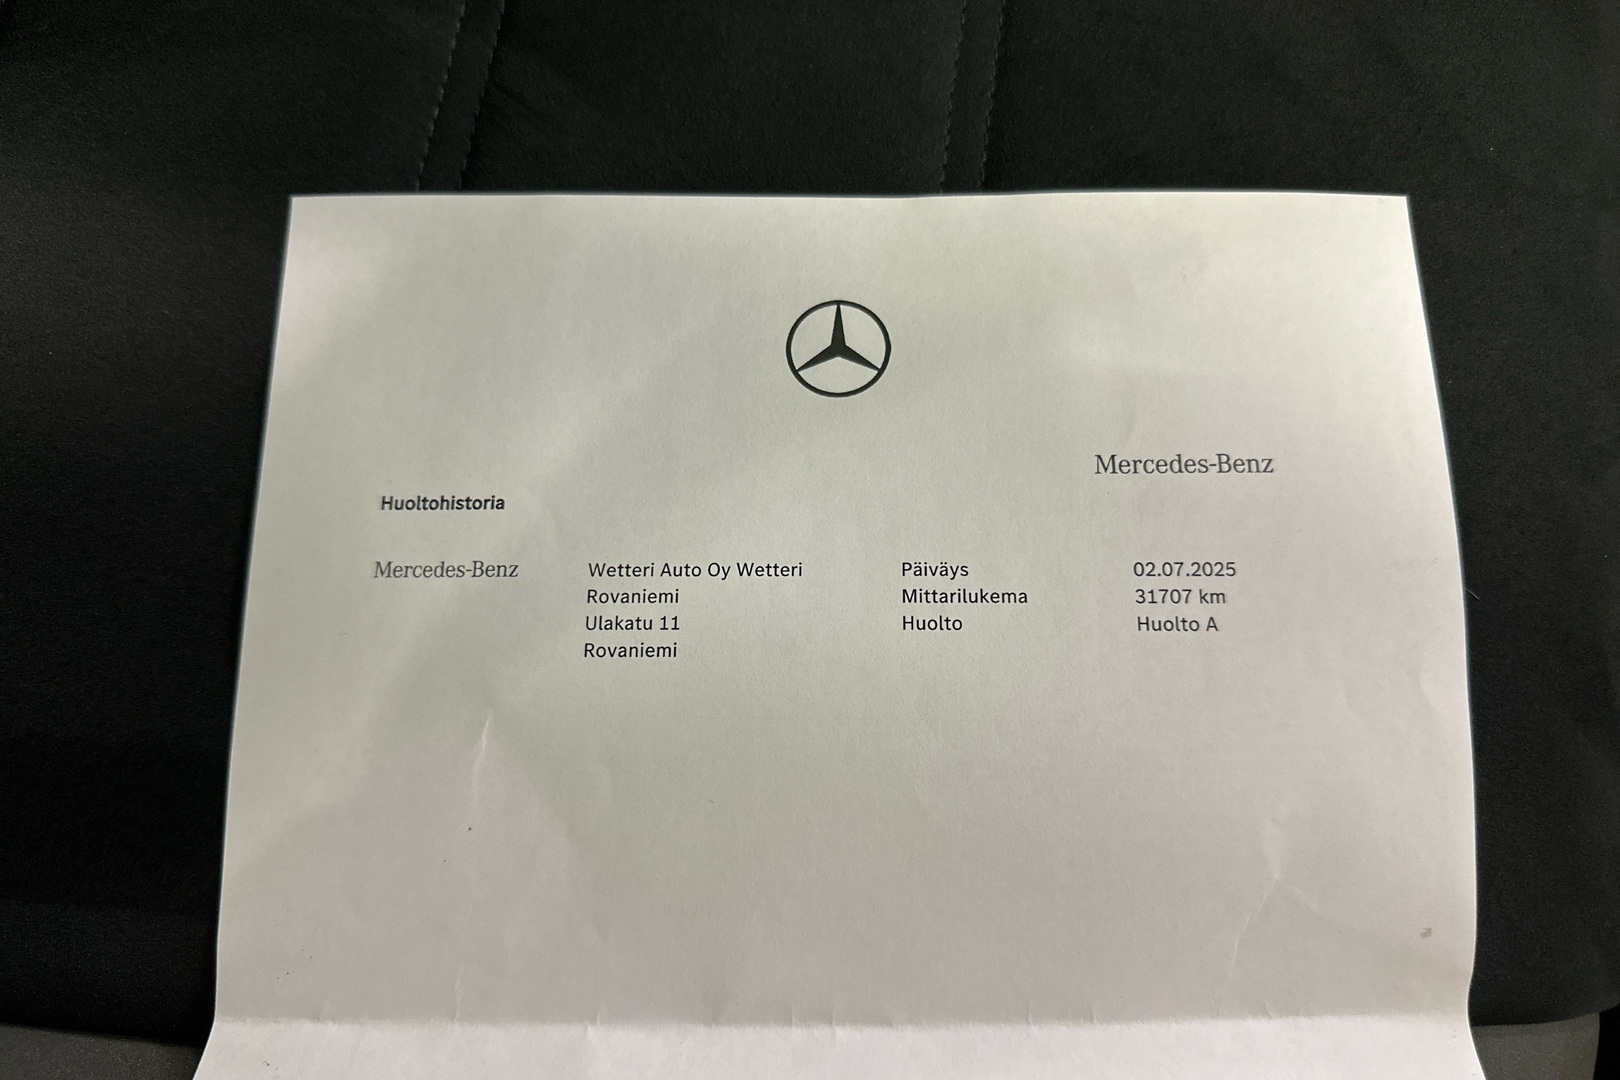 Mercedes-Benz
Huoltohistoria
Mercedes-Benz Wetteri Auto Oy Wetteri Päiväys 02.07.2025
Rovaniemi Mittarilukema 31707 km
Ulakatu 11 Huolto Huolto A
Rovaniemi